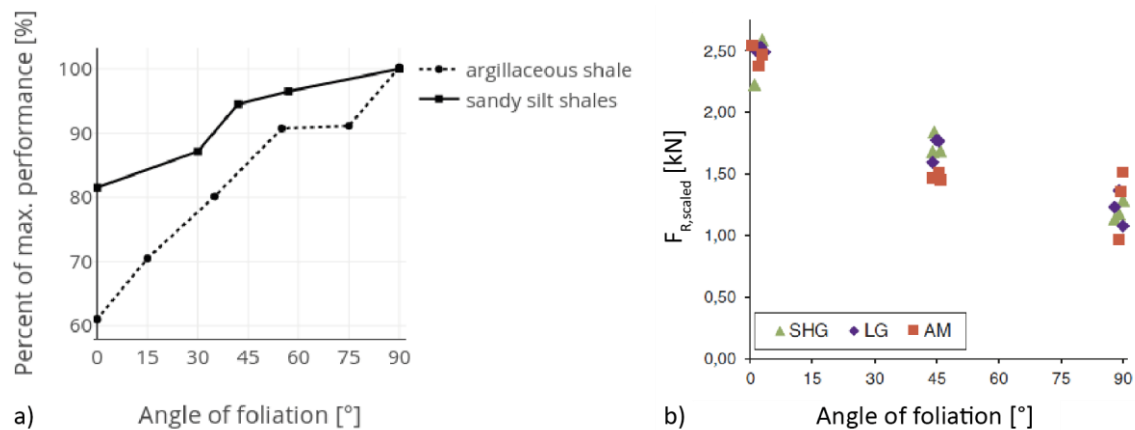 Percent of max. performance [%]
100
90
80
70
60
0 15 30 45 60 75 90
argillaceous shale
sandy silt shales
a) Angle of foliation [°]
F_R,scaled [kN]
2,50
2,00
1,50
1,00
0,50
0,00
SHG LG AM
0 15 30 45 60 75 90
b) Angle of foliation [°]